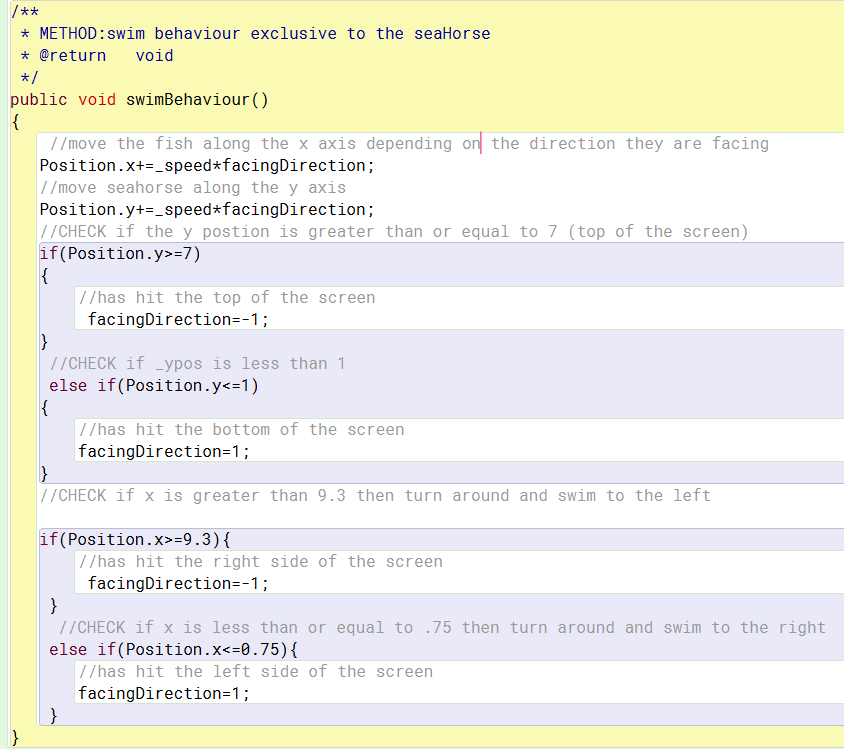 /**
 * METHOD:swim behaviour exclusive to the seaHorse
 * @return   void
 */
public void swimBehaviour()
{
    //move the fish along the x axis depending on the direction they are facing
   Position.x+=_speed*facingDirection;
   //move seahorse along the y axis
   Position.y+=_speed*facingDirection;
   //CHECK if the y postion is greater than or equal to 7 (top of the screen)
   if(Position.y>=7)
   {
       //has hit the top of the screen
        facingDirection=-1;
   }
    //CHECK if _ypos is less than 1
    else if(Position.y<=1)
   {
       //has hit the bottom of the screen
       facingDirection=1;
   }
   //CHECK if x is greater than 9.3 then turn around and swim to the left

   if(Position.x>=9.3){
       //has hit the right side of the screen
        facingDirection=-1;
    }
     //CHECK if x is less than or equal to .75 then turn around and swim to the right
    else if(Position.x<=0.75){
       //has hit the left side of the screen
       facingDirection=1;
    }
}